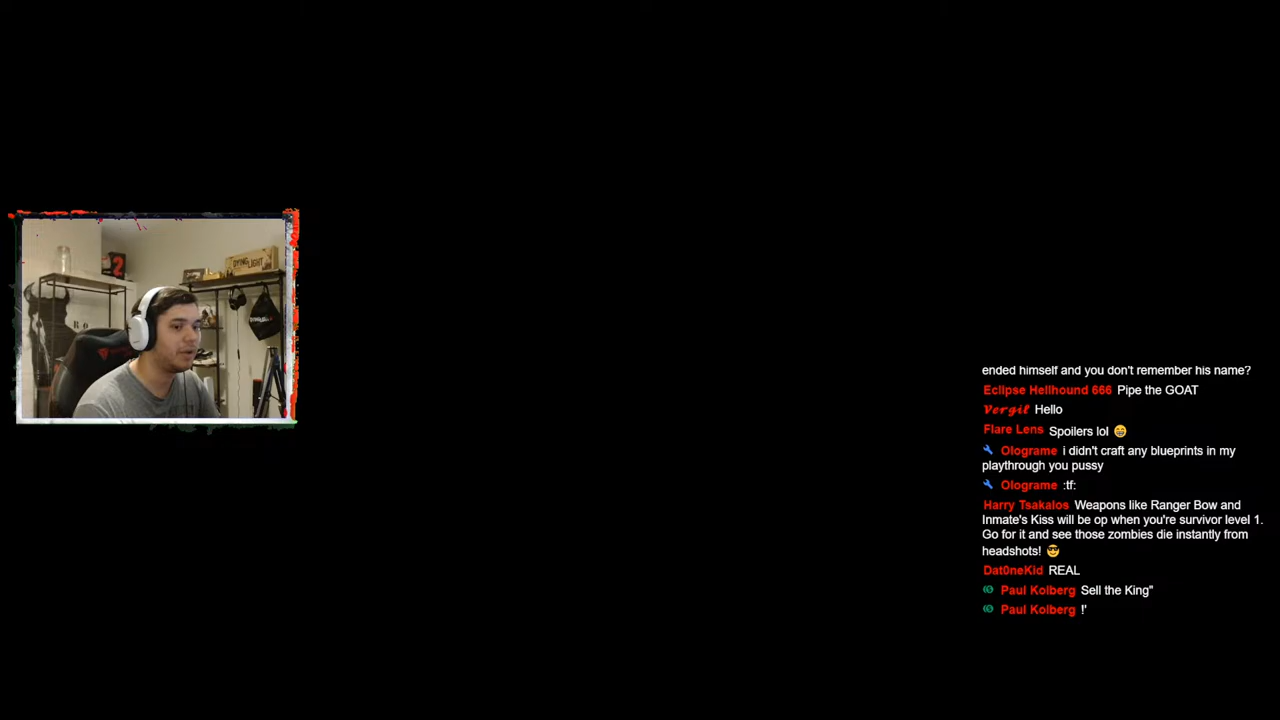 2
DYING LIGHT
ended himself and you don't remember his name?
Eclipse Hellhound 666 Pipe the GOAT
Vergil Hello
Flare Lens Spoilers lol 😁
Olograme i didn't craft any blueprints in my
playthrough you pussy
Olograme :tf:
Harry Tsakalos Weapons like Ranger Bow and
Inmate's Kiss will be op when you're survivor level 1.
Go for it and see those zombies die instantly from
headshots! 😎
Dat0neKid REAL
Paul Kolberg Sell the King"
Paul Kolberg !'